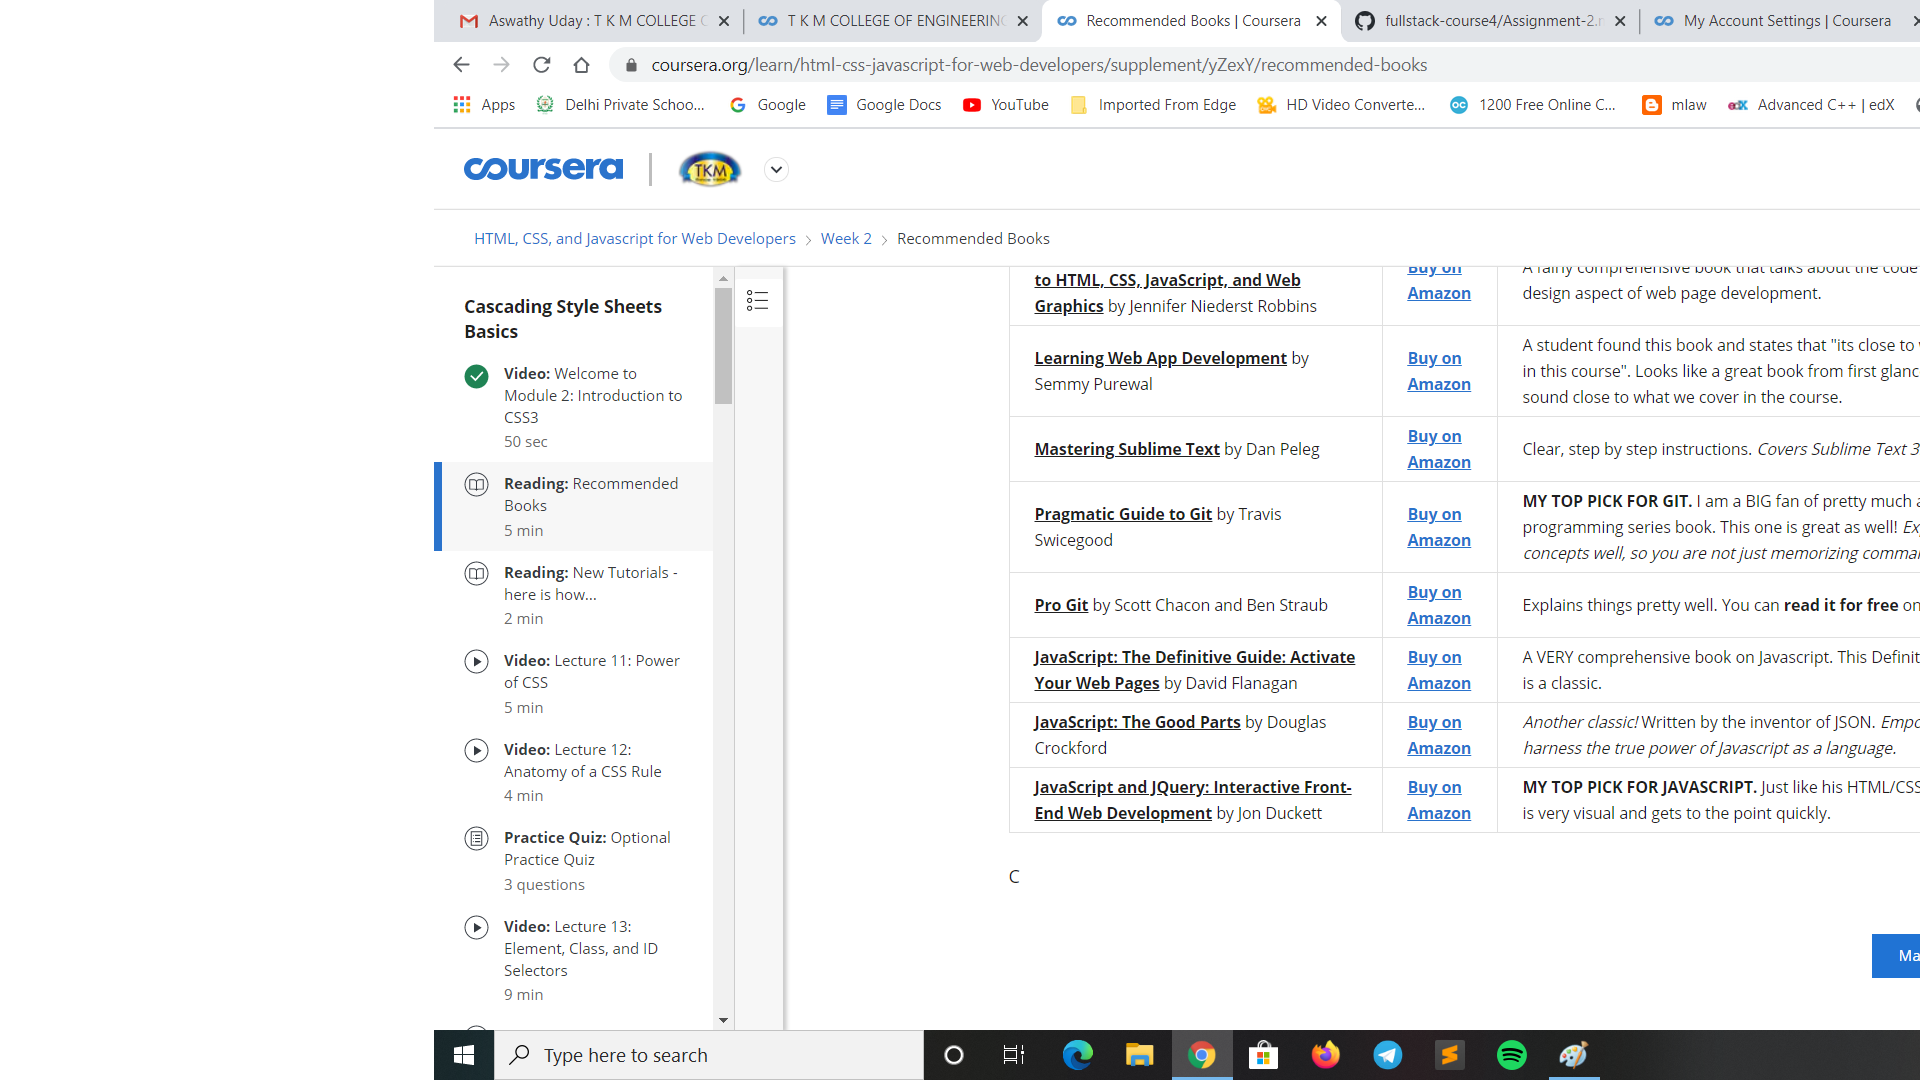 Aswathy Uday : T K M COLLEGE
T K M COLLEGE OF ENGINEERING
Recommended Books | Coursera
fullstack-course4/Assignment-2.
My Account Settings | Coursera
coursera.org/learn/html-css-javascript-for-web-developers/supplement/yZexY/recommended-books
Apps
Delhi Private Schoo...
Google
Google Docs
YouTube
Imported From Edge
HD Video Converte...
1200 Free Online C...
mlaw
Advanced C++ | edX
coursera
TKM
HTML, CSS, and Javascript for Web Developers
Week 2
Recommended Books
Cascading Style Sheets
Basics
Video: Welcome to
Module 2: Introduction to
CSS3
50 sec
Reading: Recommended
Books
5 min
Reading: New Tutorials -
here is how...
2 min
Video: Lecture 11: Power
of CSS
5 min
Video: Lecture 12:
Anatomy of a CSS Rule
4 min
Practice Quiz: Optional
Practice Quiz
3 questions
Video: Lecture 13:
Element, Class, and ID
Selectors
9 min
to HTML, CSS, JavaScript, and Web
Graphics by Jennifer Niederst Robbins
Buy on
Amazon
A fairly comprehensive book that talks about the code
design aspect of web page development.
Learning Web App Development by
Semmy Purewal
Buy on
Amazon
A student found this book and states that "its close to
in this course". Looks like a great book from first
sound close to what we cover in the course.
Mastering Sublime Text by Dan Peleg
Buy on
Amazon
Clear, step by step instructions. Covers Sublime Text 3
Pragmatic Guide to Git by Travis
Swicegood
Buy on
Amazon
MY TOP PICK FOR GIT. I am a BIG fan of pretty much
programming series book. This one is great as well!
concepts well, so you are not just memorizing
Pro Git by Scott Chacon and Ben Straub
Buy on
Amazon
Explains things pretty well. You can read it for free on
JavaScript: The Definitive Guide: Activate
Your Web Pages by David Flanagan
Buy on
Amazon
A VERY comprehensive book on Javascript. This
is a classic.
JavaScript: The Good Parts by Douglas
Crockford
Buy on
Amazon
Another classic! Written by the inventor of JSON.
harness the true power of Javascript as a language.
JavaScript and JQuery: Interactive Front-
End Web Development by Jon Duckett
Buy on
Amazon
MY TOP PICK FOR JAVASCRIPT. Just like his HTML/CSS
is very visual and gets to the point quickly.
C
Type here to search